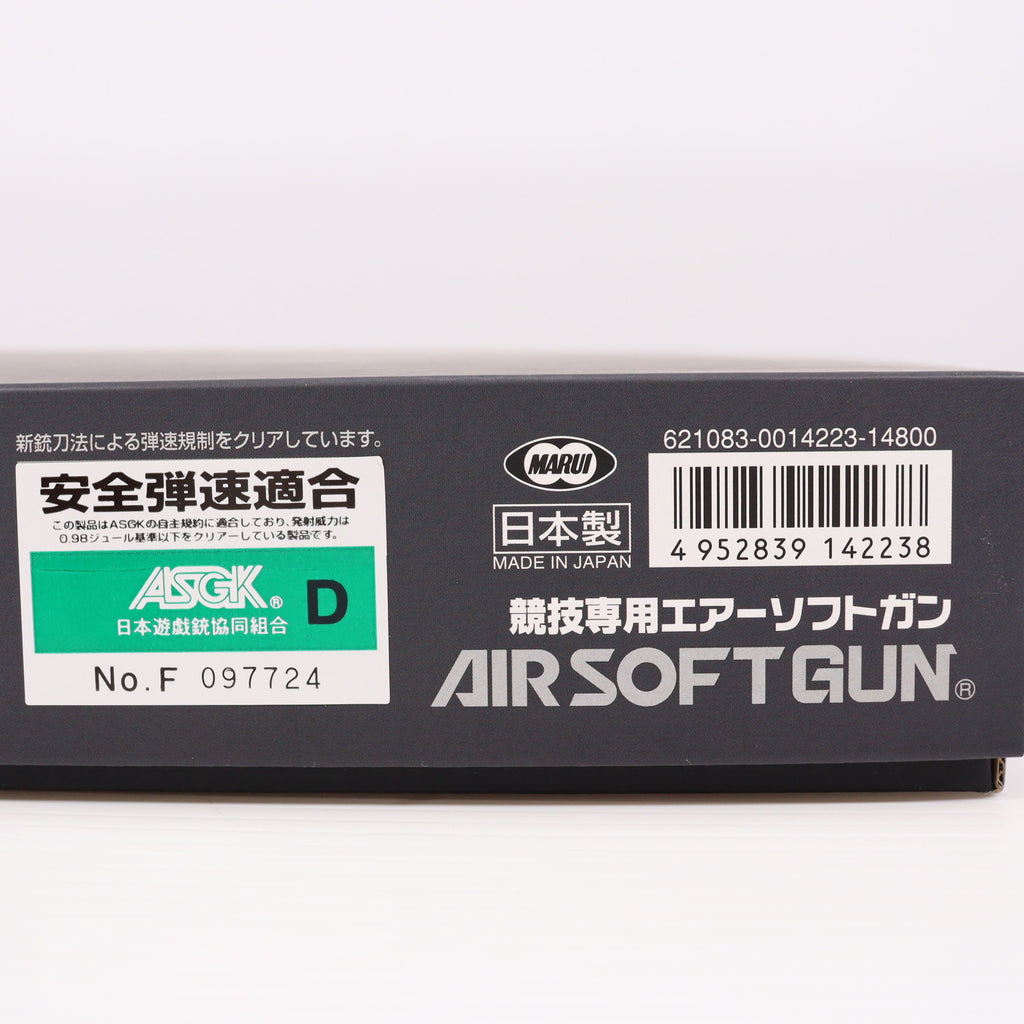 新銃刀法による弾速規制をクリアしています。
安全弾速適合
この製品はASGKの自主規約に適合しており、発射威力は
0.98ジュール基準以下をクリアーしている製品です。
ASGK® D
日本遊戯銃協同組合
No.F 097724
MARUI
日本製
MADE IN JAPAN
621083-0014223-14800
4 952839 142238
競技専用エアーソフトガン
AIRSOFT GUN®